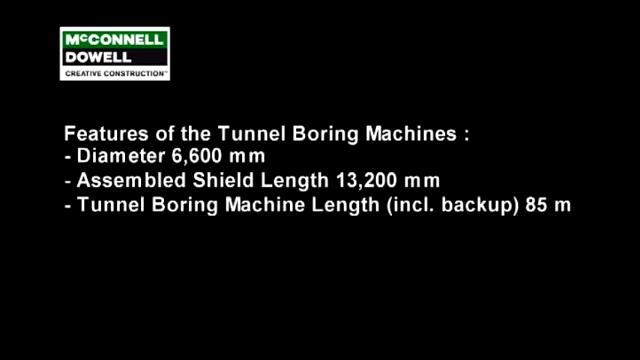 McCONNELL
DOWELL
CREATIVE CONSTRUCTION™
Features of the Tunnel Boring Machines :
- Diameter 6,600 mm
- Assembled Shield Length 13,200 mm
- Tunnel Boring Machine Length (incl. backup) 85 m